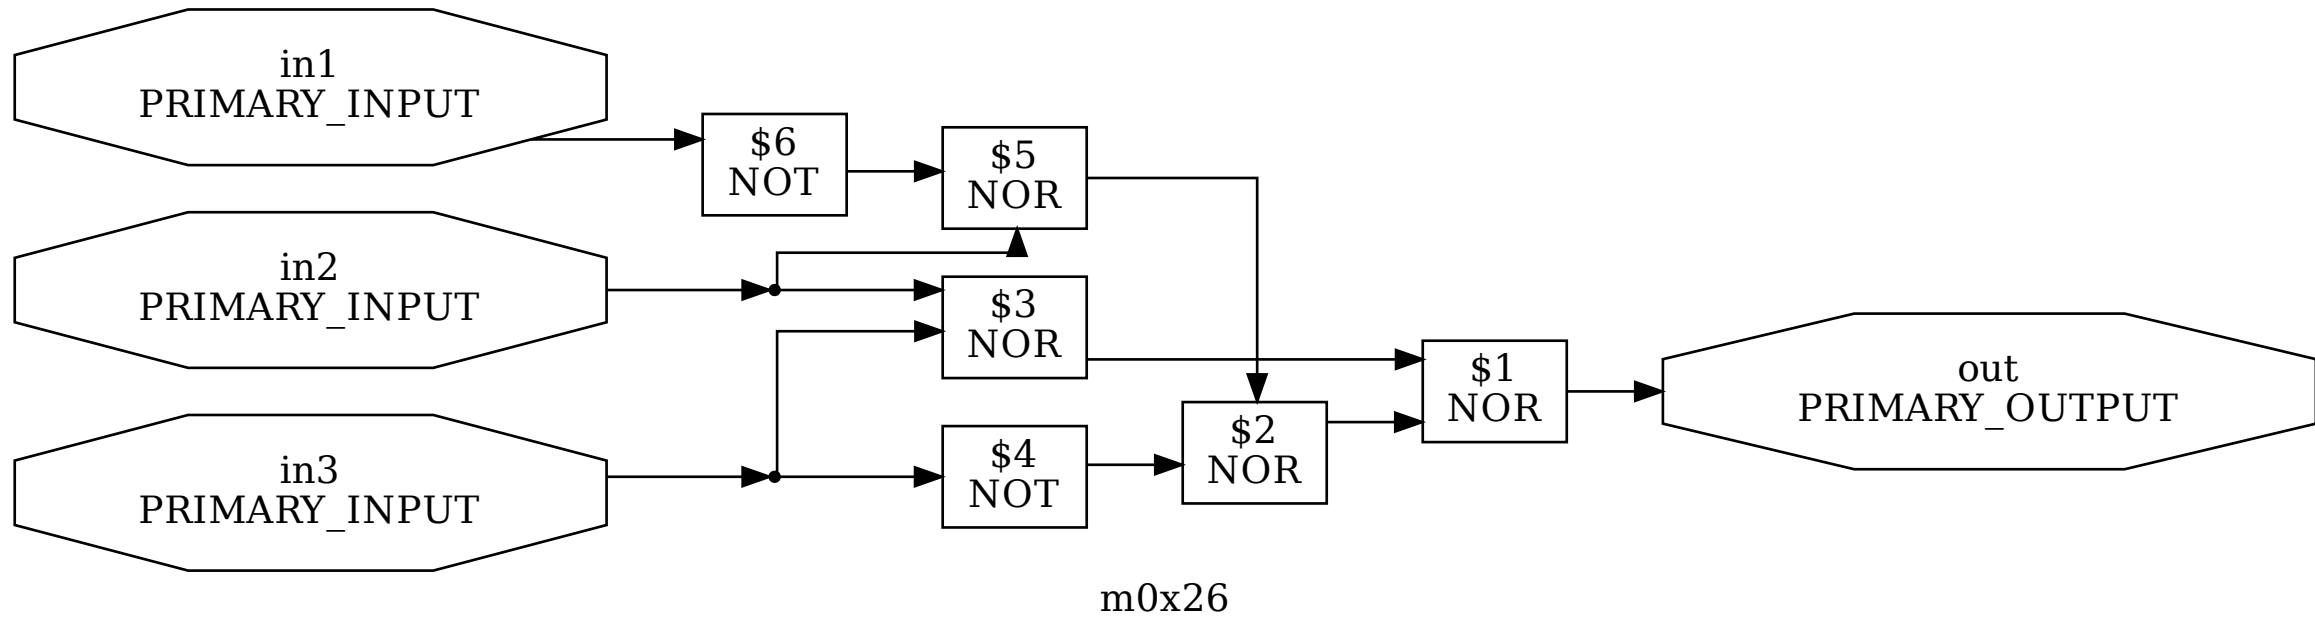 in1
PRIMARY_INPUT
$6
NOT
$5
NOR
in2
PRIMARY_INPUT
$3
NOR
in3
PRIMARY_INPUT
$4
NOT
$2
NOR
$1
NOR
out
PRIMARY_OUTPUT
m0x26